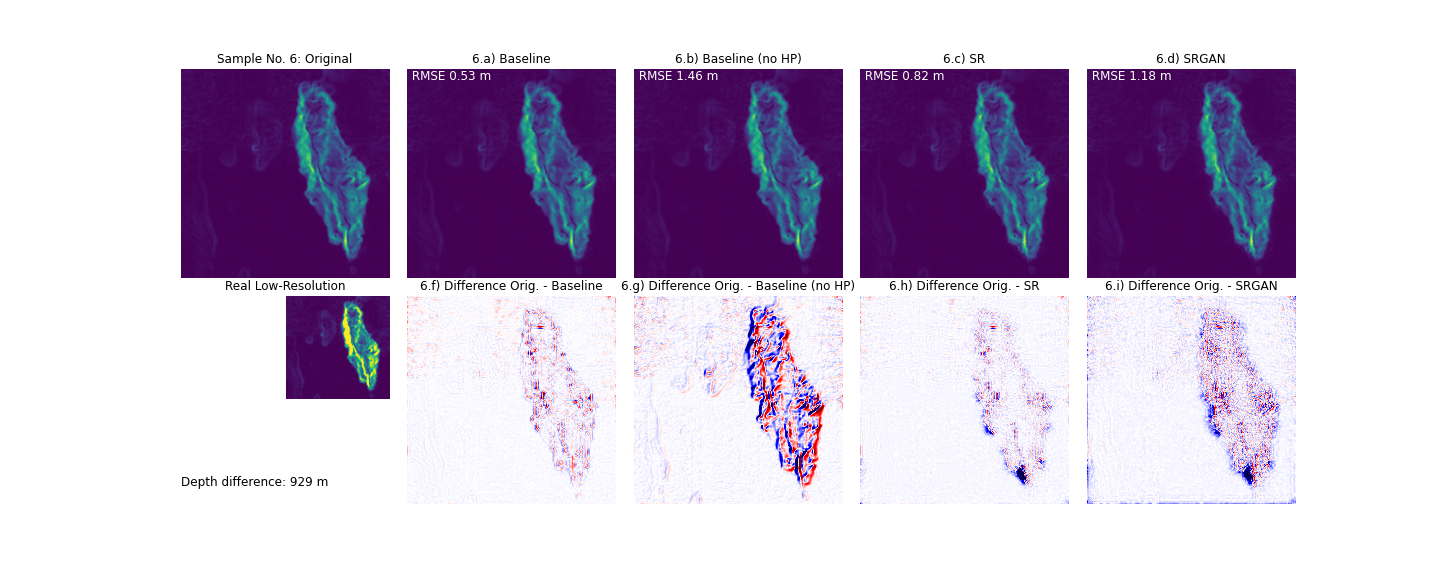 Sample No. 6: Original
6.a) Baseline
6.b) Baseline (no HP)
6.c) SR
6.d) SRGAN
RMSE 0.53 m
RMSE 1.46 m
RMSE 0.82 m
RMSE 1.18 m
Real Low-Resolution
6.f) Difference Orig. - Baseline
6.g) Difference Orig. - Baseline (no HP)
6.h) Difference Orig. - SR
6.i) Difference Orig. - SRGAN
Depth difference: 929 m